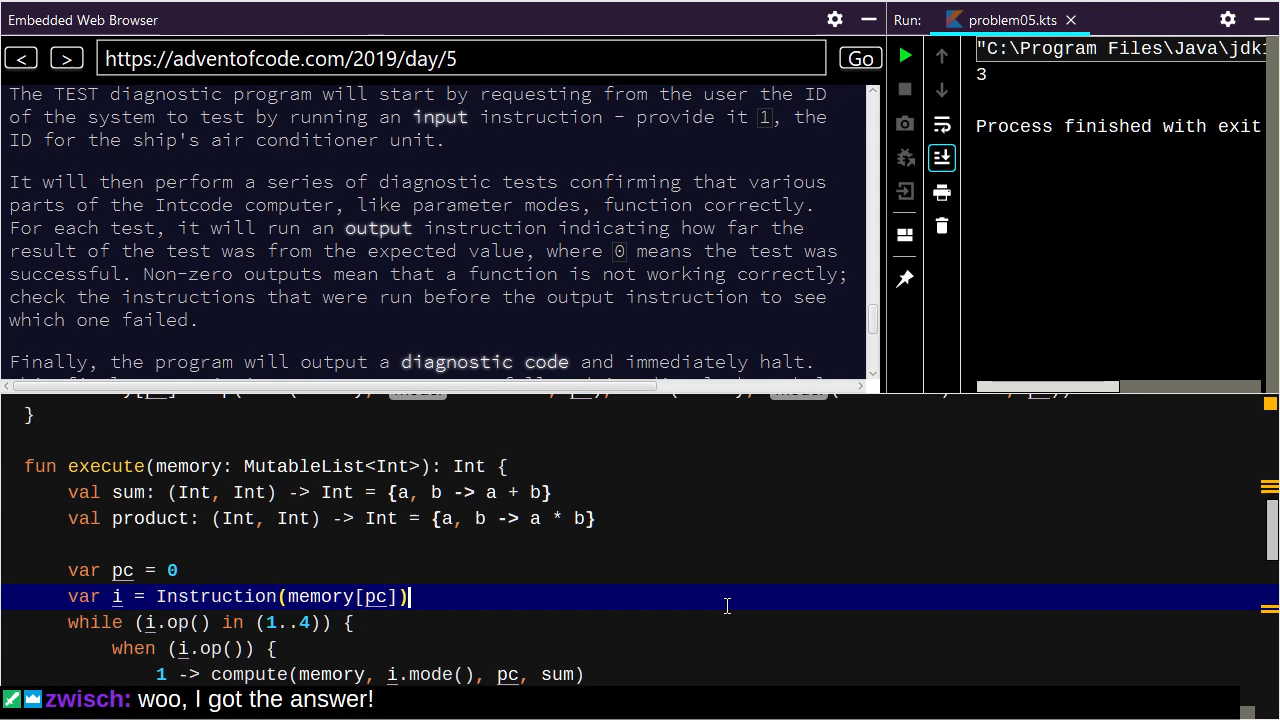 Embedded Web Browser
Run: problem05.kts
< > https://adventofcode.com/2019/day/5 Go
The TEST diagnostic program will start by requesting from the user the ID
of the system to test by running an input instruction - provide it 1, the
ID for the ship's air conditioner unit.
It will then perform a series of diagnostic tests confirming that various
parts of the Intcode computer, like parameter modes, function correctly.
For each test, it will run an output instruction indicating how far the
result of the test was from the expected value, where 0 means the test was
successful. Non-zero outputs mean that a function is not working correctly;
check the instructions that were run before the output instruction to see
which one failed.
Finally, the program will output a diagnostic code and immediately halt.
"C:\Program Files\Java\jdk
3
Process finished with exit
}
fun execute(memory: MutableList<Int>): Int {
val sum: (Int, Int) -> Int = {a, b -> a + b}
val product: (Int, Int) -> Int = {a, b -> a * b}
var pc = 0
var i = Instruction(memory[pc])
while (i.op() in (1..4)) {
when (i.op()) {
1 -> compute(memory, i.mode(), pc, sum)
zwisch: woo, I got the answer!